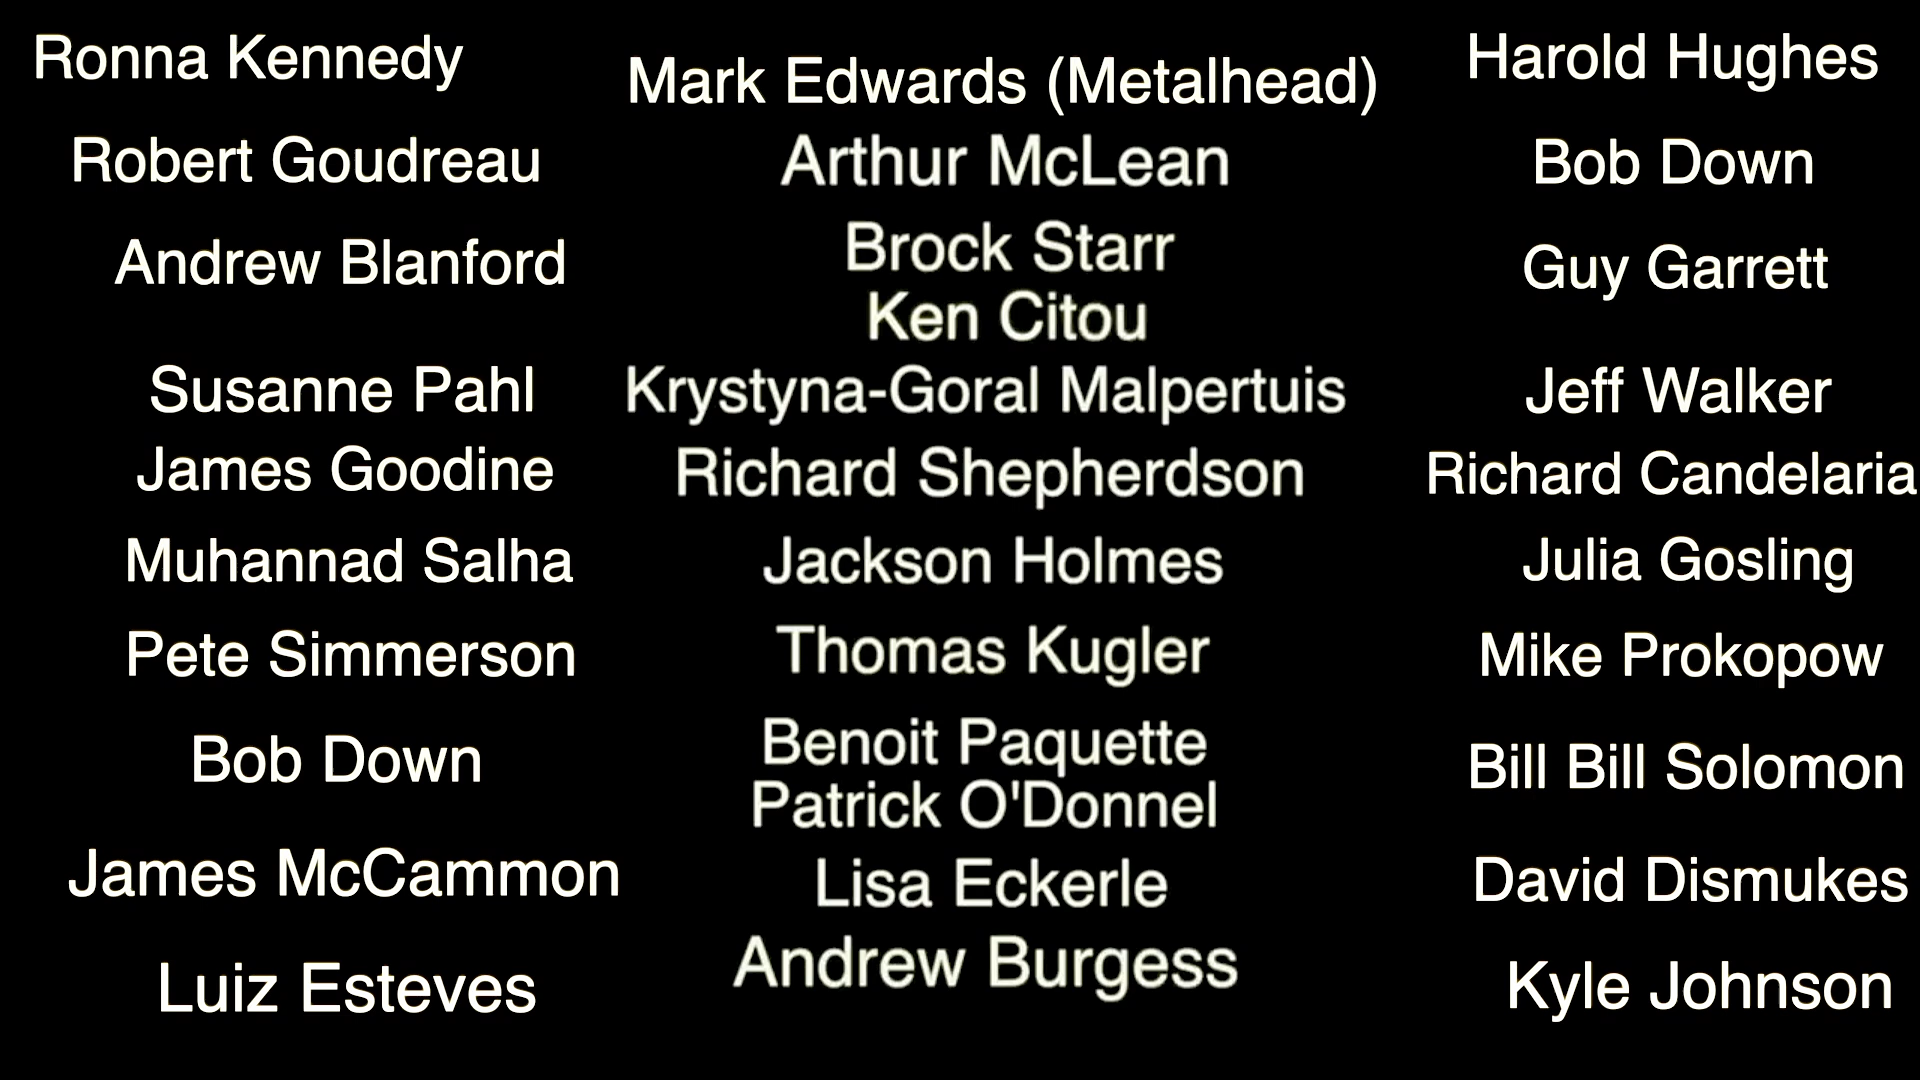 Ronna Kennedy
Robert Goudreau
Andrew Blanford
Susanne Pahl
James Goodine
Muhannad Salha
Pete Simmerson
Bob Down
James McCammon
Luiz Esteves
Mark Edwards (Metalhead)
Arthur McLean
Brock Starr
Ken Citou
Krystyna-Goral Malpertuis
Richard Shepherdson
Jackson Holmes
Thomas Kugler
Benoit Paquette
Patrick O'Donnel
Lisa Eckerle
Andrew Burgess
Harold Hughes
Bob Down
Guy Garrett
Jeff Walker
Richard Candelaria
Julia Gosling
Mike Prokopow
Bill Bill Solomon
David Dismukes
Kyle Johnson